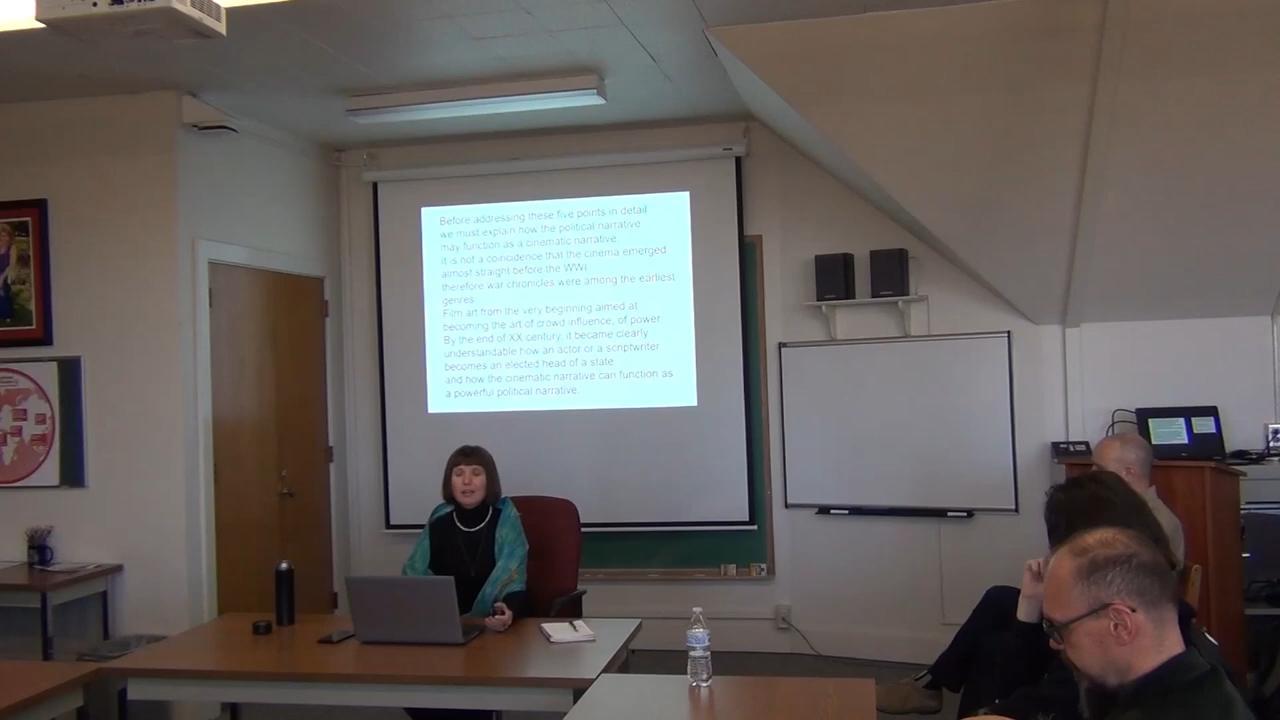 Before addressing these five points in detail
we must explain how the political narrative
may function as a cinematic narrative.
It is not a coincidence that the cinema emerged
almost straight before the WWI
therefore war chronicles were among the earliest
genres.
Film art from the very beginning aimed at
becoming the art of crowd influence, of power.
By the end of XX century, it became clearly
understandable how an actor or a scriptwriter
becomes an elected head of a state
and how the cinematic narrative can function as
a powerful political narrative.